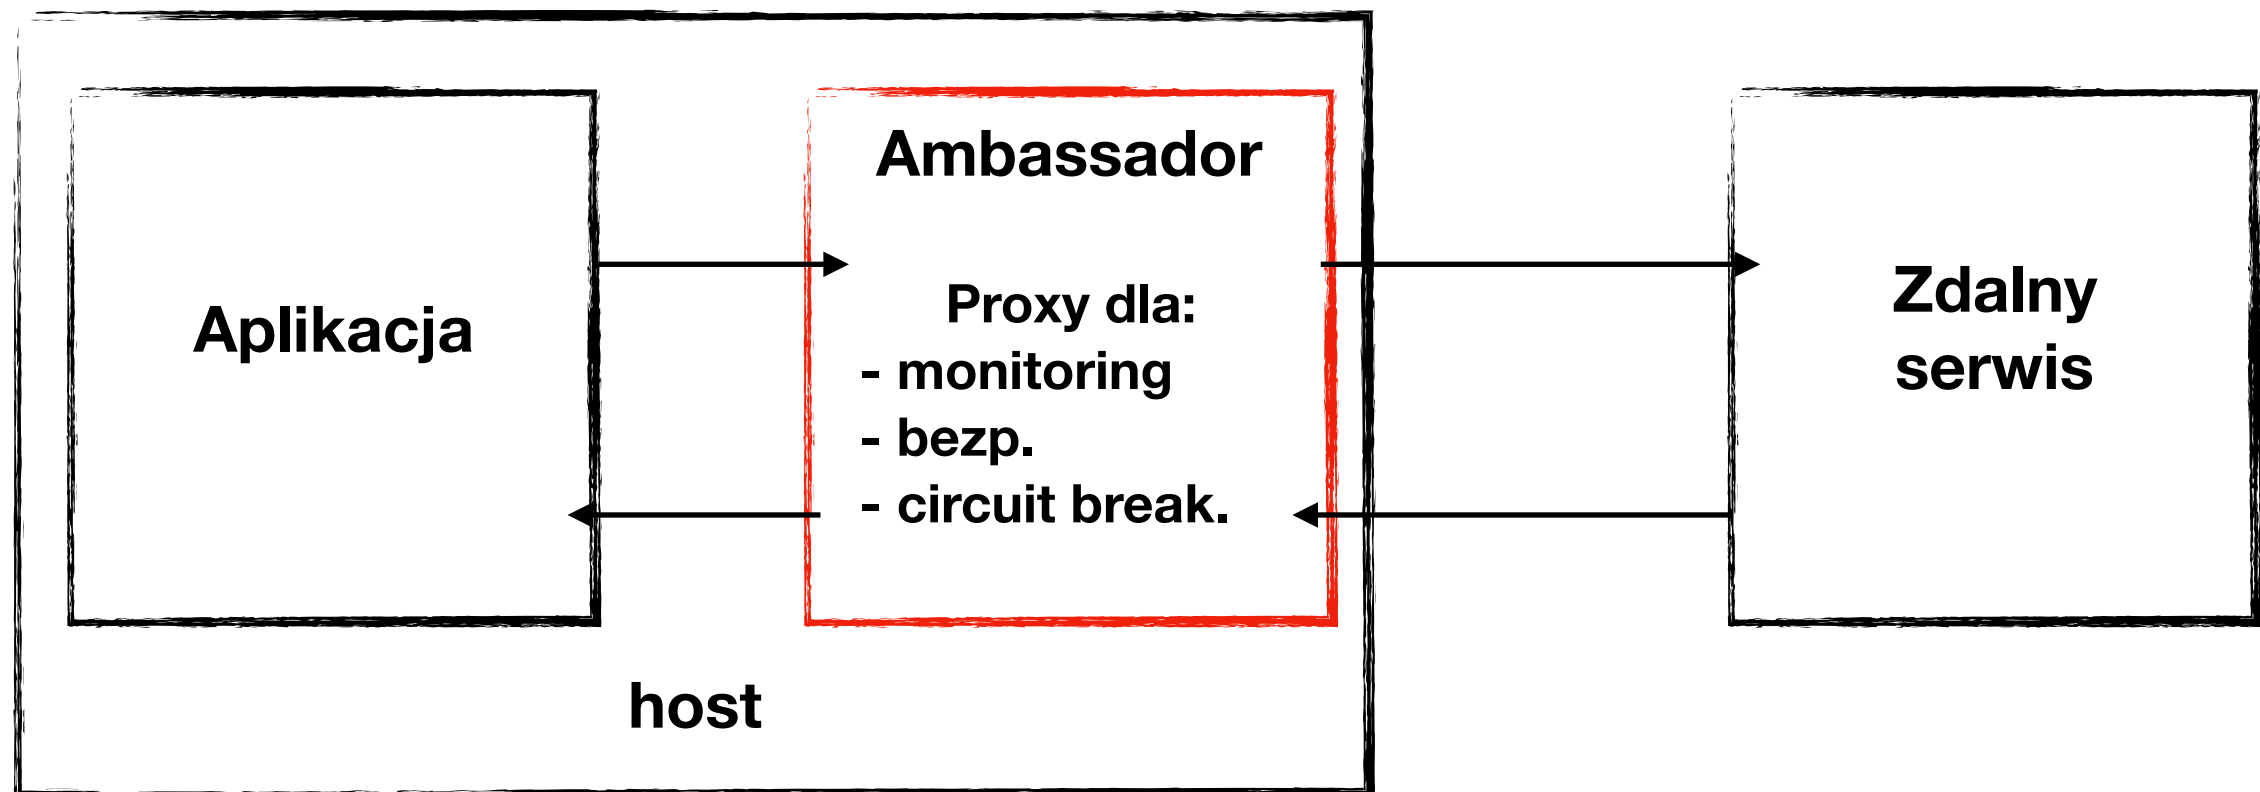 Aplikacja
Ambassador
Proxy dla:
- monitoring
- bezp.
- circuit break.
Zdalny
serwis
host